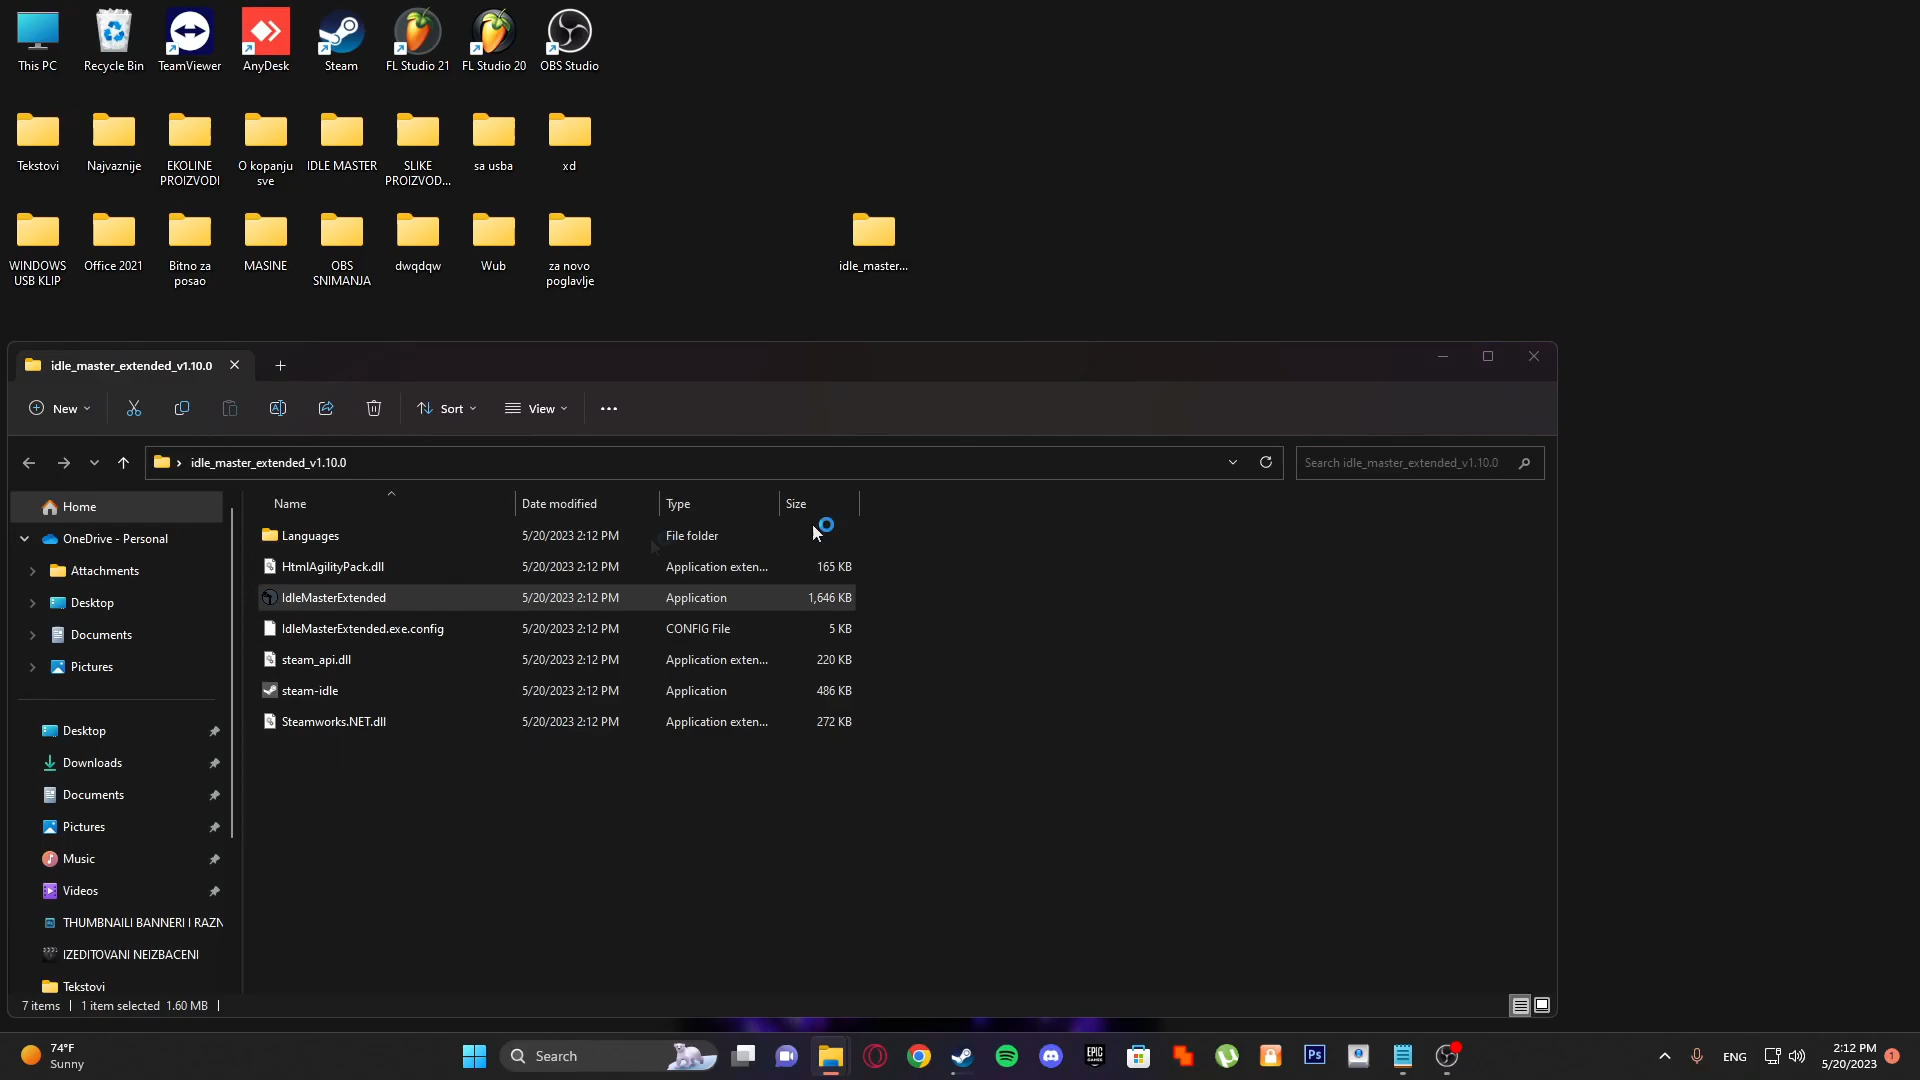 This PC
Recycle Bin
TeamViewer
AnyDesk
Steam
FL Studio 21
FL Studio 20
OBS Studio
Tekstovi
Najvaznije
EKOLINE
PROIZVODI
O kopanju
sve
IDLE MASTER
SLIKE
PROIZVOD...
sa usba
xd
WINDOWS
USB KLIP
Office 2021
Bitno za
posao
MASINE
OBS
SNIMANJA
dwqdqw
Wub
za novo
poglavlje
idle_master...
idle_master_extended_v1.10.0
New
Sort
View
idle_master_extended_v1.10.0
Search idle_master_extended_v1.10.0
Name Date modified Type Size
Languages 5/20/2023 2:12 PM File folder
HtmlAgilityPack.dll 5/20/2023 2:12 PM Application exten... 165 KB
IdleMasterExtended 5/20/2023 2:12 PM Application 1,646 KB
IdleMasterExtended.exe.config 5/20/2023 2:12 PM CONFIG File 5 KB
steam_api.dll 5/20/2023 2:12 PM Application exten... 220 KB
steam-idle 5/20/2023 2:12 PM Application 486 KB
Steamworks.NET.dll 5/20/2023 2:12 PM Application exten... 272 KB
Home
OneDrive - Personal
Attachments
Desktop
Documents
Pictures
Desktop
Downloads
Documents
Pictures
Music
Videos
THUMBNAILI BANNERI I RAZN
IZEDITOVANI NEIZBACENI
Tekstovi
7 items 1 item selected 1.60 MB
74°F
Sunny
Search
EPIC
GAMES
Ps
ENG
2:12 PM
5/20/2023
1